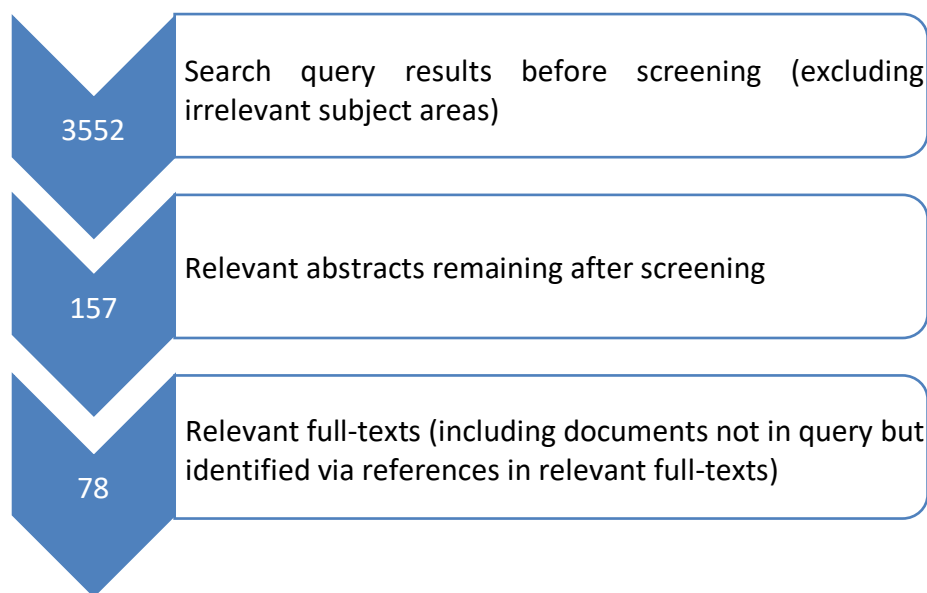 3552
Search query results before screening (excluding
irrelevant subject areas)
157
Relevant abstracts remaining after screening
78
Relevant full-texts (including documents not in query but
identified via references in relevant full-texts)